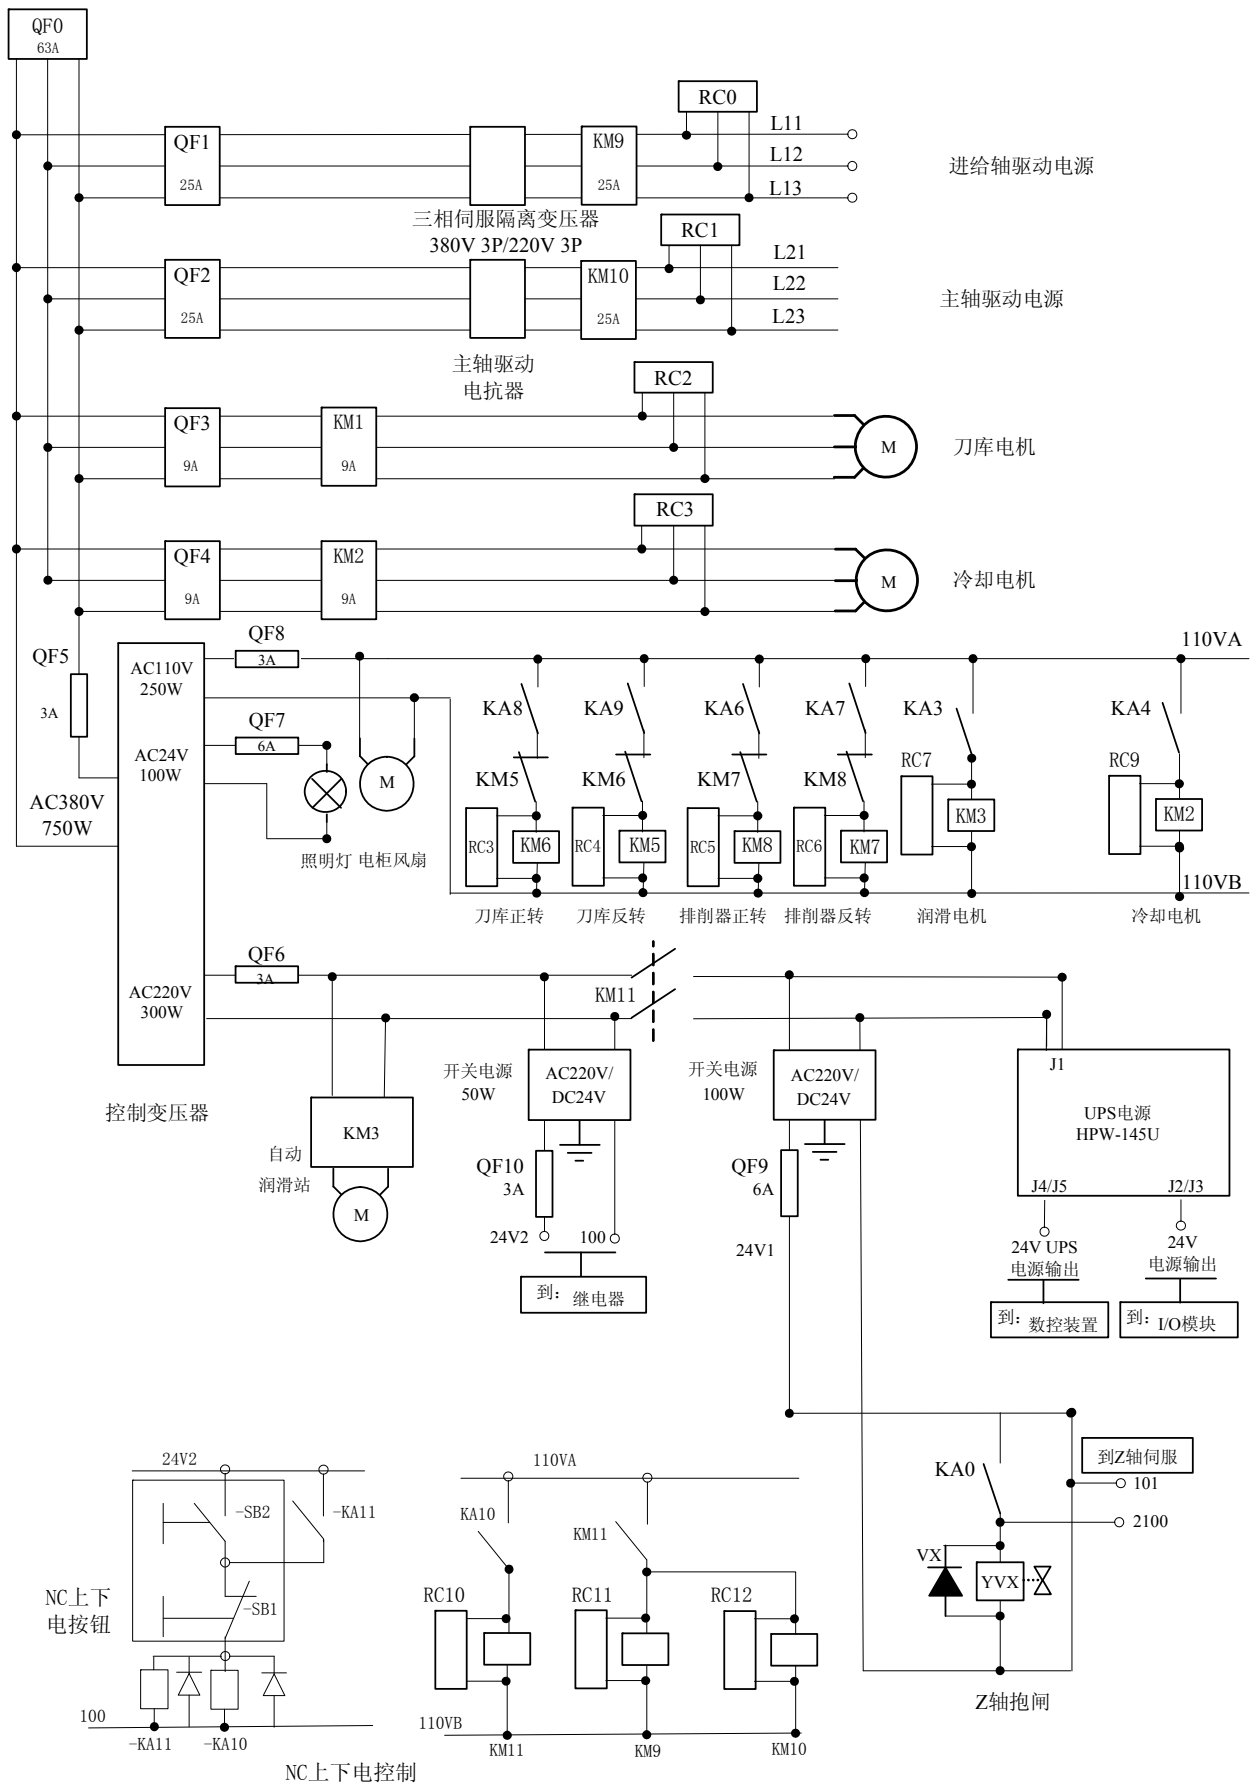 QF0
63A
RC0
QF1
25A
KM9
25A
L11
L12
L13
进给轴驱动电源
三相伺服隔离变压器
380V 3P/220V 3P
RC1
QF2
25A
KM10
25A
L21
L22
L23
主轴驱动电源
主轴驱动
电抗器
RC2
QF3
9A
KM1
9A
M
刀库电机
RC3
QF4
9A
KM2
9A
M
冷却电机
QF5
3A
AC380V
750W
AC110V
250W
AC24V
100W
AC220V
300W
控制变压器
QF8
3A
QF7
6A
M
照明灯 电柜风扇
110VA
KA8
KA9
KA6
KA7
KA3
KA4
KM5
KM6
KM7
KM8
RC7
RC9
KM3
KM2
RC3
KM6
RC4
KM5
RC5
KM8
RC6
KM7
110VB
刀库正转
刀库反转
排削器正转
排削器反转
润滑电机
冷却电机
QF6
3A
KM11
开关电源
50W
AC220V/
DC24V
开关电源
100W
AC220V/
DC24V
J1
UPS电源
HPW-145U
J4/J5
J2/J3
KM3
自动
润滑站
M
QF10
3A
24V2
100
到：继电器
QF9
6A
24V1
24V UPS
电源输出
24V
电源输出
到：数控装置
到：I/O模块
24V2
-SB2
-KA11
NC上下
电按钮
-SB1
100
-KA11
-KA10
NC上下电控制
110VA
KA10
KM11
RC10
RC11
RC12
110VB
KM11
KM9
KM10
KA0
到Z轴伺服
101
2100
VX
YVX
Z轴抱闸